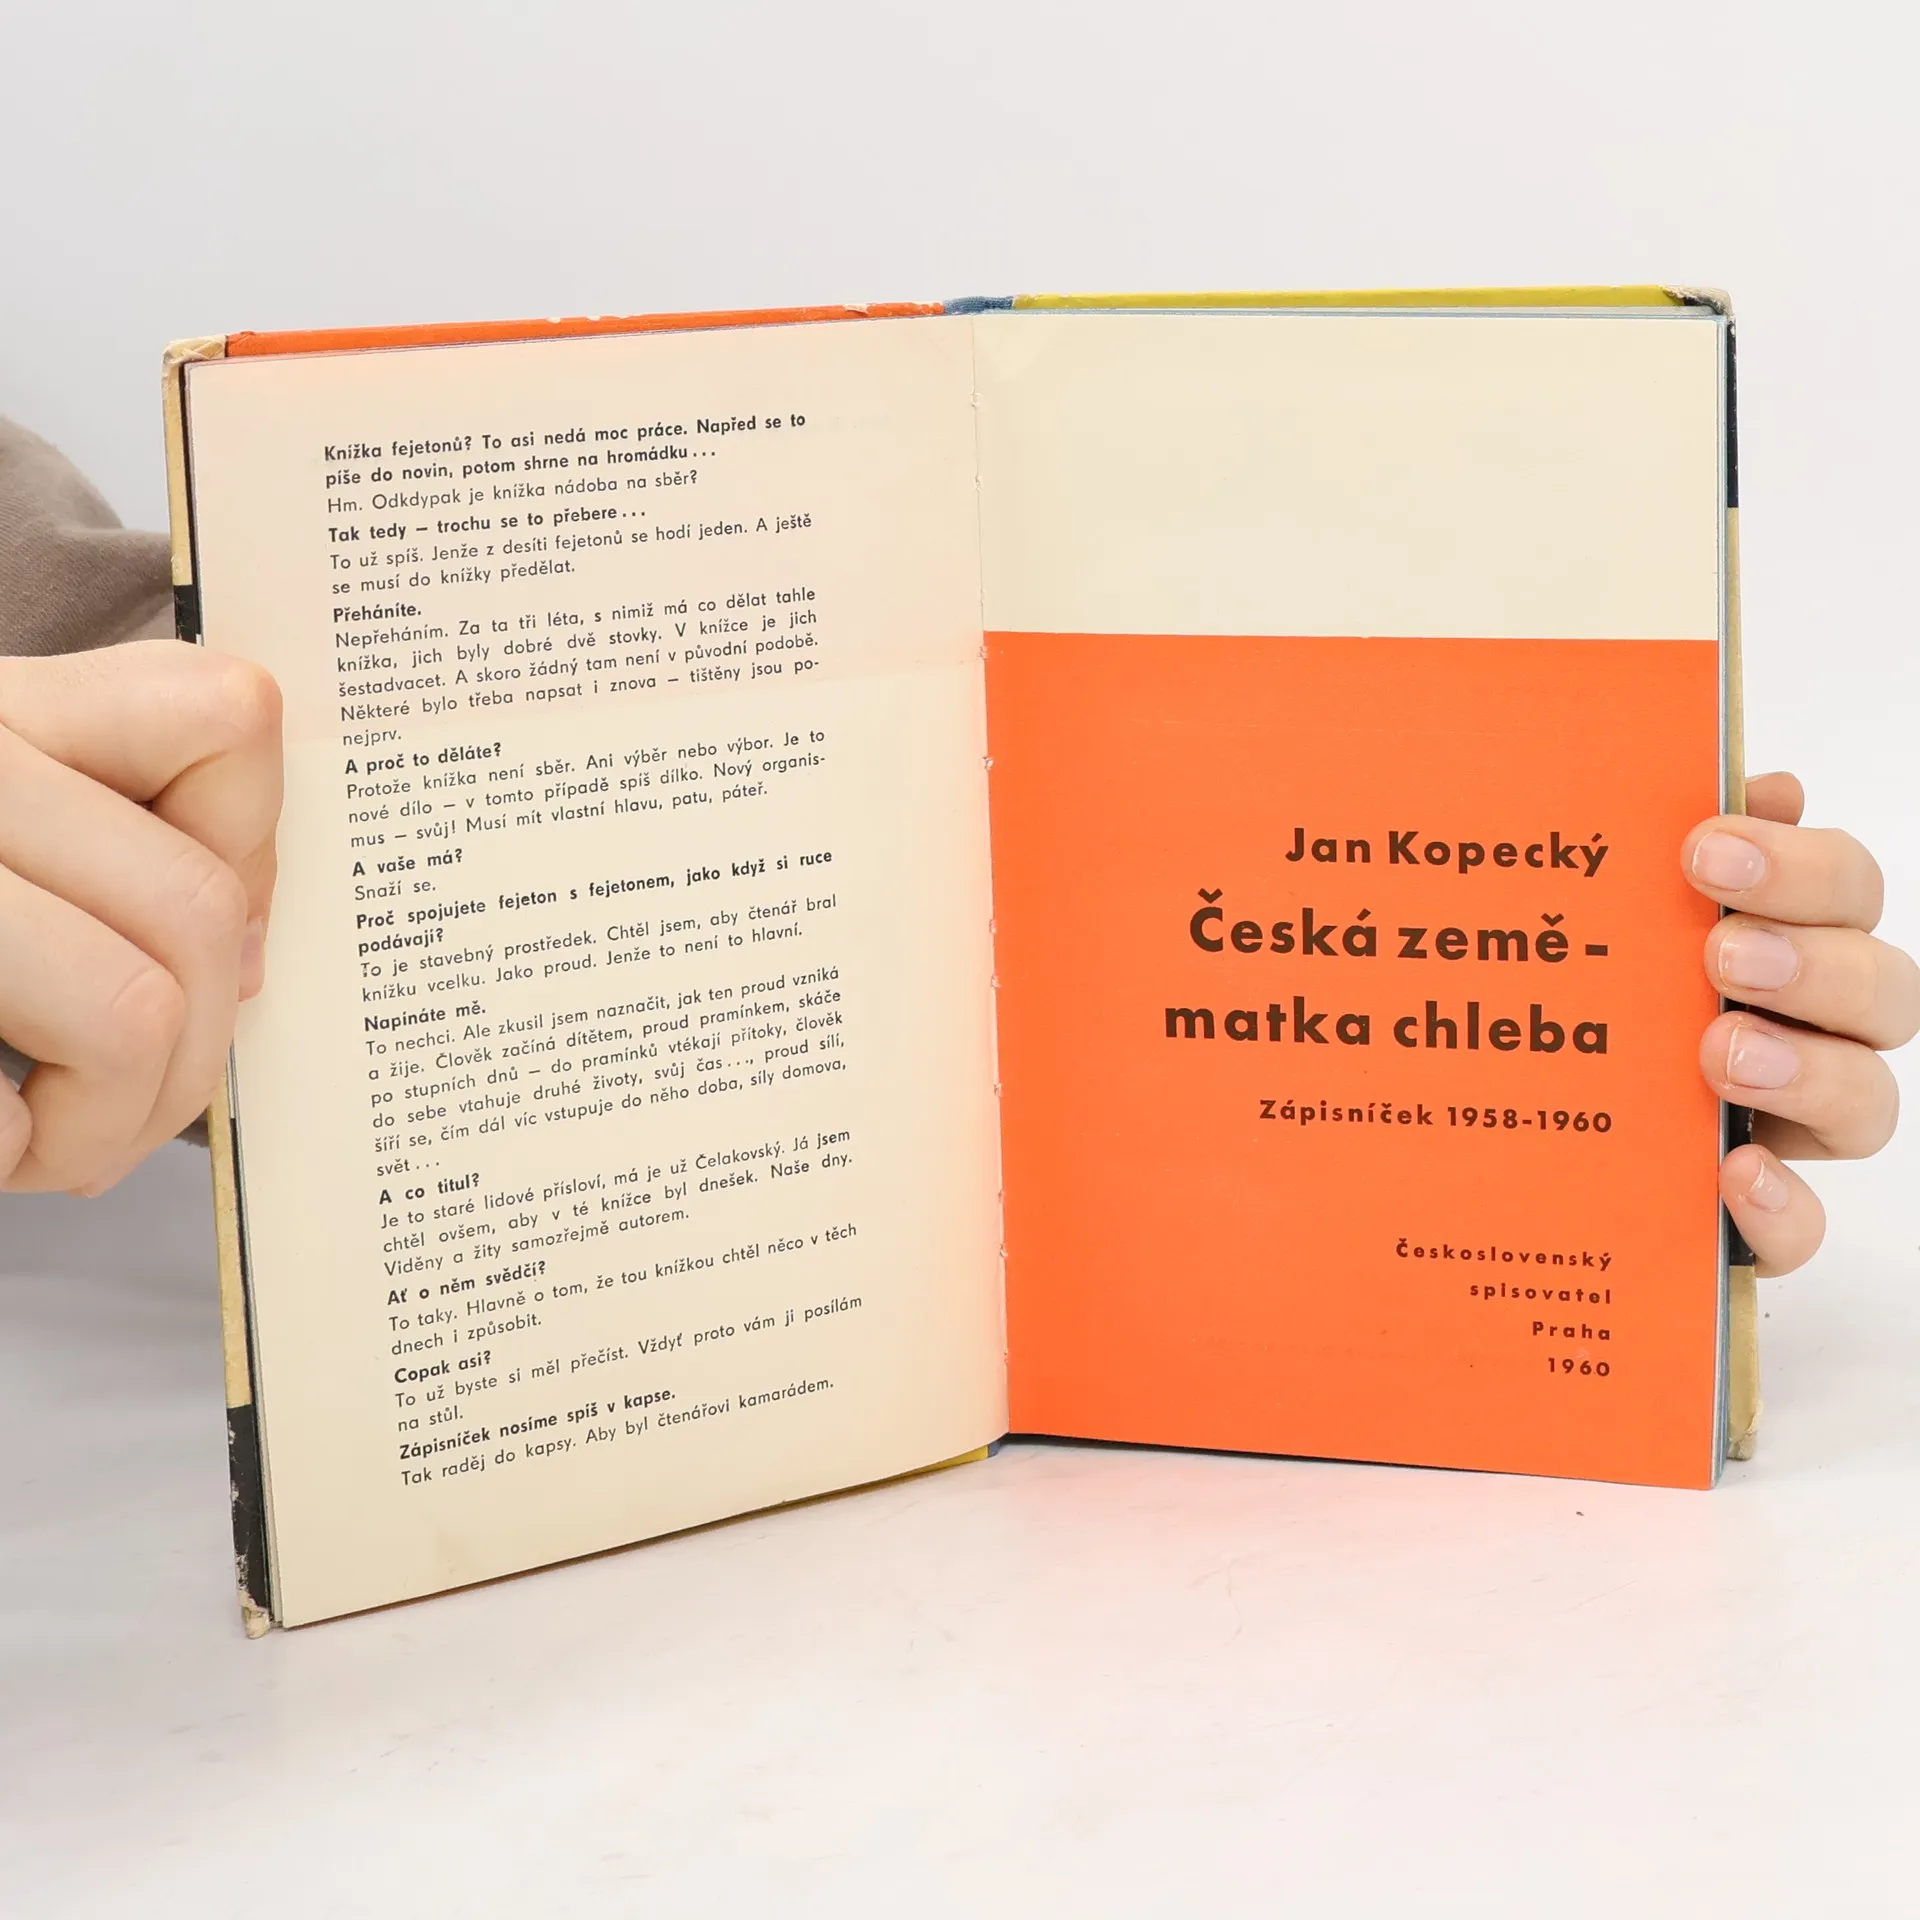 Knížka fejetonů? To asi nedá moc práce. Napřed se to
píše do novin, potom shrne na hromádku...
Hm. Odkdypak je knížka nádoba na sběr?
Tak tedy – trochu se to přebere...
To už spíš. Jenže z desíti fejetonů se hodí jeden. A ještě
se musí do knížky předělat.
Přeháníte.
Nepřeháním. Za ta tři léta, s nimiž má co dělat tahle
knížka, jich byly dobré dvě stovky. V knížce je jich
šestadvacet. A skoro žádný tam není v původní podobě.
Některé bylo třeba napsat i znova – tištěny jsou po-
nejprv.
A proč to děláte?
Protože knížka není sběr. Ani výběr nebo výbor. Je to
nové dílo – v tomto případě spíš dílko. Nový organis-
mus – svůj! Musí mít vlastní hlavu, patu, páteř.
A vaše má?
Snaží se.
Proč spojujete fejeton s fejetonem, jako když si ruce
podávají?
To je stavebný prostředek. Chtěl jsem, aby čtenář bral
knížku vcelku. Jako proud. Jenže to není to hlavní.
Napínáte mě.
To nechci. Ale zkusil jsem naznačit, jak ten proud vzniká
a žije. Člověk začíná dítětem, proud pramínkem, skáče
po stupních dnů – do pramínků vtékají přítoky, člověk
do sebe vtahuje druhé životy, svůj čas..., proud sílí,
šíří se, čím dál víc vstupuje do něho doba, síly domova,
svět...
A co titul?
Je to staré lidové přísloví, má je už Čelakovský. Já jsem
chtěl ovšem, aby v té knížce byl dnešek. Naše dny.
Viděny a žity samozřejmě autorem.
Ať o něm svědčí?
To taky. Hlavně o tom, že tou knížkou chtěl něco v těch
dnech i způsobit.
Copak asi?
To už byste si měl přečíst. Vždyť proto vám ji posílám
na stůl.
Zápisníček nosíme spíš v kapse.
Tak raděj do kapsy. Aby byl čtenářovi kamarádem.
Jan Kopecký
Česká země –
matka chleba
Zápisníček 1958-1960
Československý
spisovatel
Praha
1960